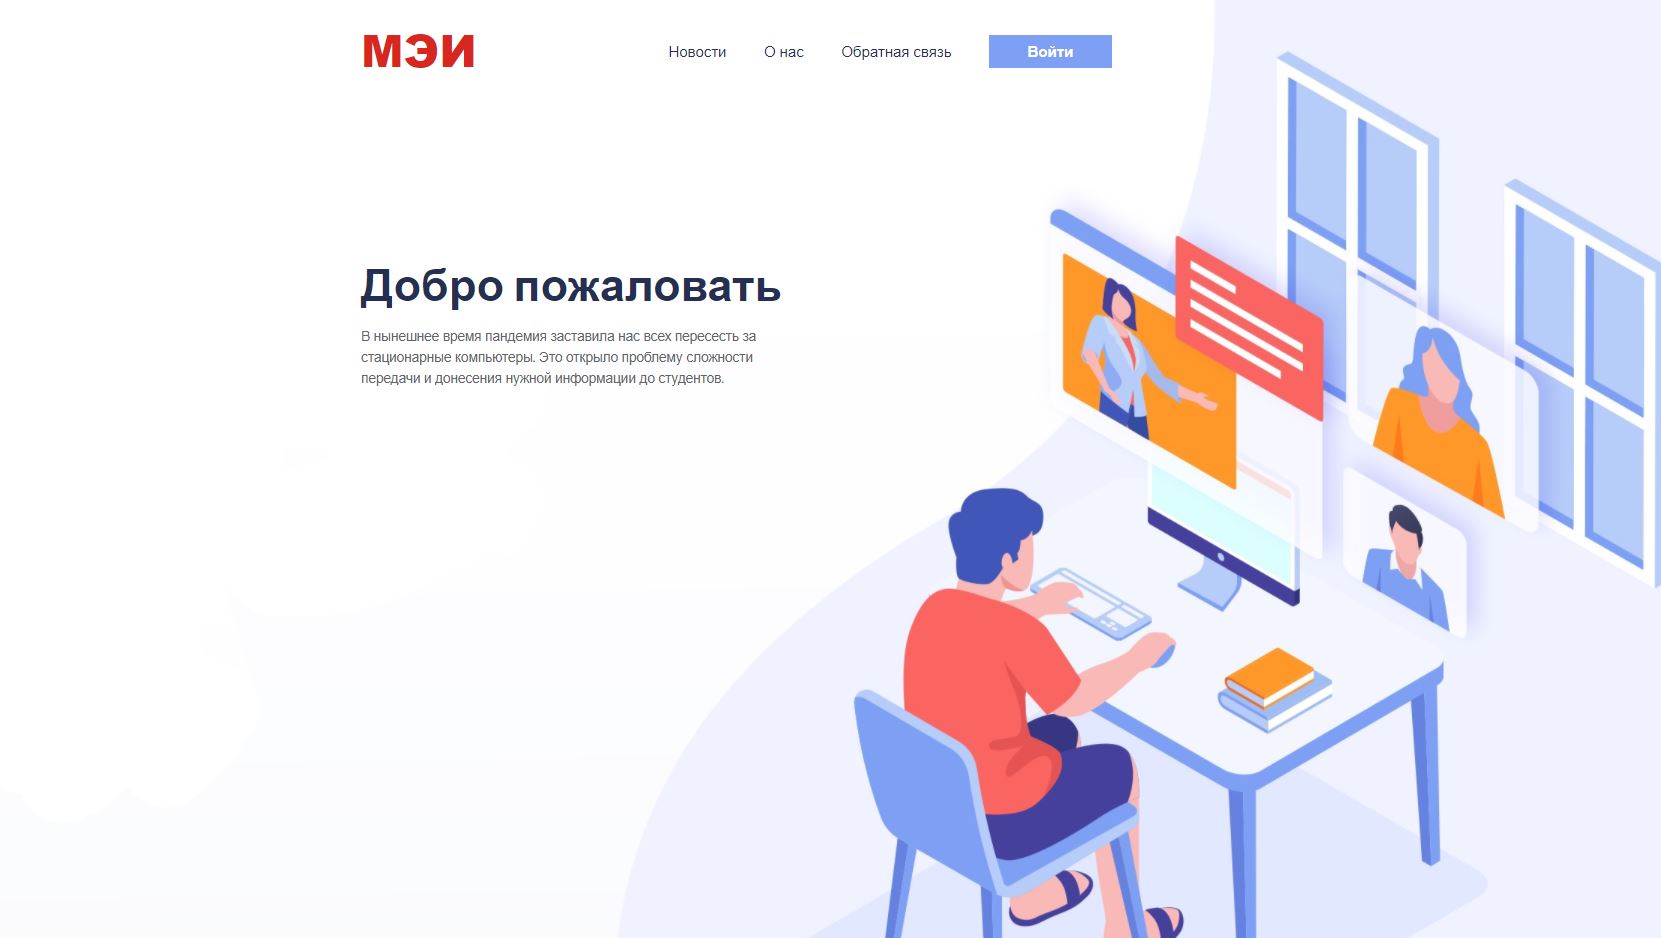 МЭИ
Новости
О нас
Обратная связь
Войти
Добро пожаловать
В нынешнее время пандемия заставила нас всех пересесть за
стационарные компьютеры. Это открыло проблему сложности
передачи и донесения нужной информации до студентов.